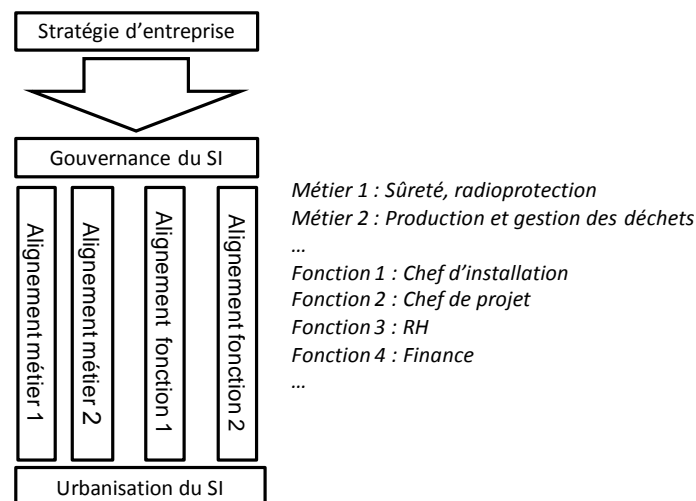 Stratégie d’entreprise
Gouvernance du SI
Alignement métier 1
Alignement métier 2
Alignement fonction 1
Alignement fonction 2
Métier 1 : Sûreté, radioprotection
Métier 2 : Production et gestion des déchets
…
Fonction 1 : Chef d’installation
Fonction 2 : Chef de projet
Fonction 3 : RH
Fonction 4 : Finance
…
Urbanisation du SI